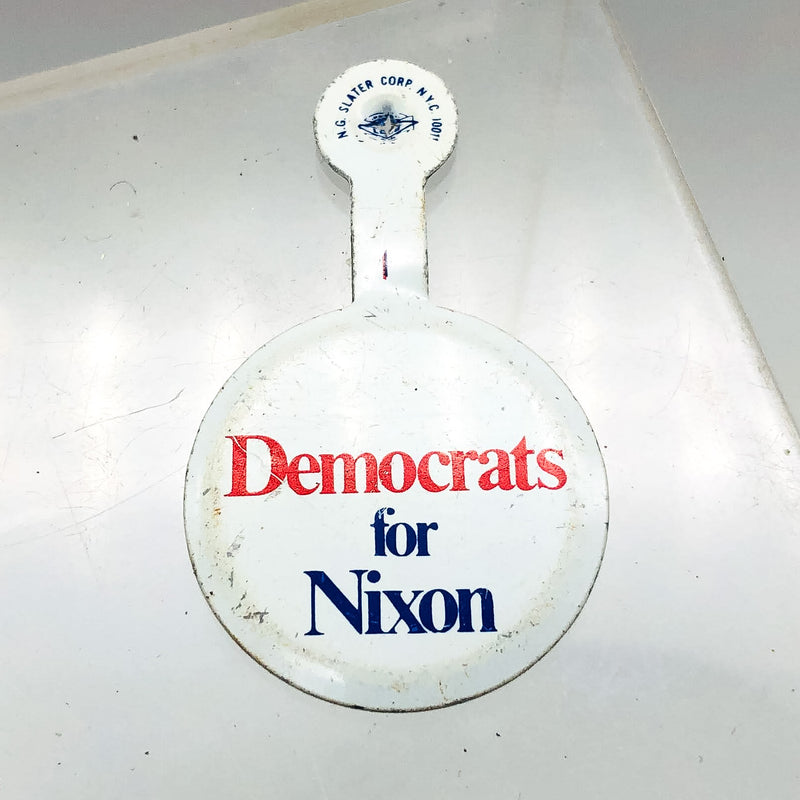 N.G. SLATER CORP. N.Y.C 10011
Democrats
for
Nixon